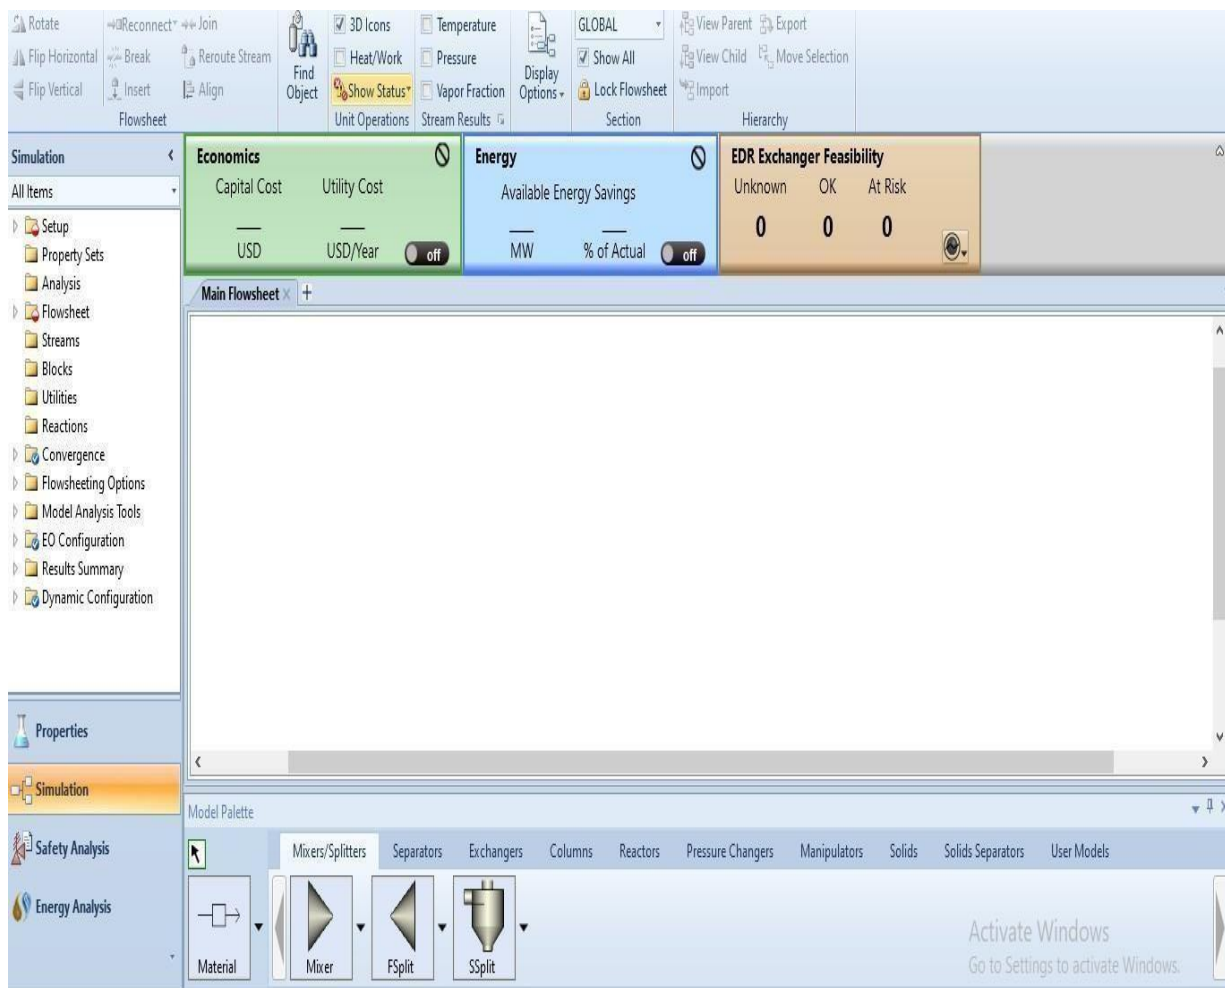 Rotate Reconnect Join
Flip Horizontal Break Reroute Stream
Flip Vertical Insert Align
Flowsheet
Find
Object
3D Icons
Heat/Work
Show Status
Unit Operations
Temperature
Pressure
Vapor Fraction
Stream Results
Display
Options
GLOBAL
Show All
Lock Flowsheet
Section
View Parent Export
View Child Move Selection
Import
Hierarchy
Simulation
All Items
Setup
Property Sets
Analysis
Flowsheet
Streams
Blocks
Utilities
Reactions
Convergence
Flowsheeting Options
Model Analysis Tools
EO Configuration
Results Summary
Dynamic Configuration
Properties
Simulation
Safety Analysis
Energy Analysis
Economics
Capital Cost Utility Cost
USD USD/Year off
Energy
Available Energy Savings
MW % of Actual off
EDR Exchanger Feasibility
Unknown OK At Risk
0 0 0
Main Flowsheet
Model Palette
Mixers/Splitters Separators Exchangers Columns Reactors Pressure Changers Manipulators Solids Solids Separators User Models
Material Mixer FSplit SSplit
Activate Windows
Go to Settings to activate Windows.